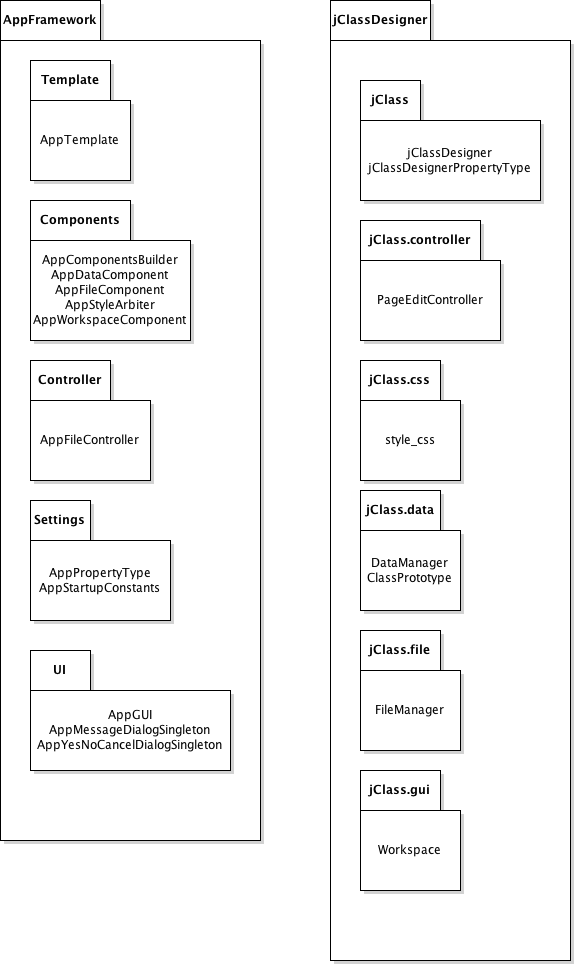 AppFramework
Template
AppTemplate
Components
AppComponentsBuilder
AppDataComponent
AppFileComponent
AppStyleArbiter
AppWorkspaceComponent
Controller
AppFileController
Settings
AppPropertyType
AppStartupConstants
UI
AppGUI
AppMessageDialogSingleton
AppYesNoCancelDialogSingleton
jClassDesigner
jClass
jClassDesigner
jClassDesignerPropertyType
jClass.controller
PageEditController
jClass.css
style_css
jClass.data
DataManager
ClassPrototype
jClass.file
FileManager
jClass.gui
Workspace